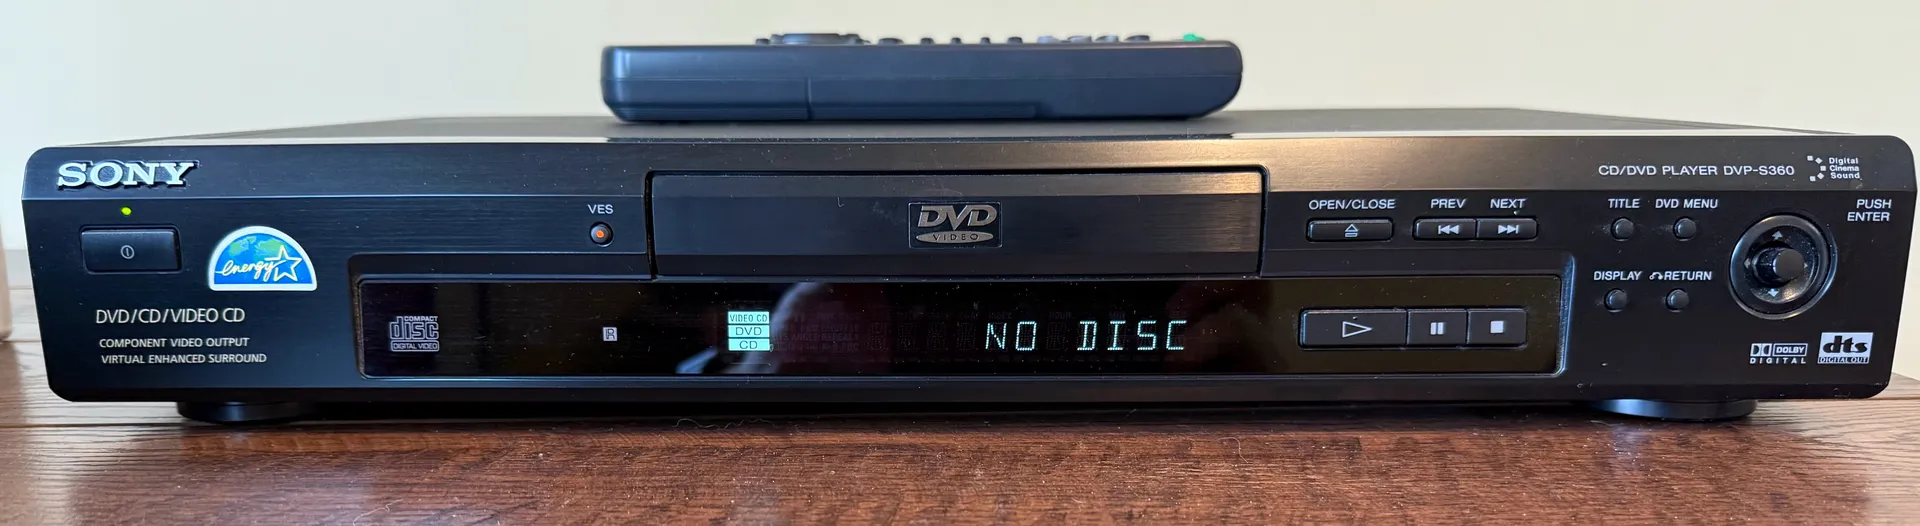 SONY
CD/DVD PLAYER DVP-S360
Digital
Cinema
Sound
VES
DVD
VIDEO
OPEN/CLOSE
PREV
NEXT
TITLE
DVD MENU
PUSH
ENTER
energy
DISPLAY
RETURN
DVD/CD/VIDEO CD
COMPONENT VIDEO OUTPUT
VIRTUAL ENHANCED SURROUND
COMPACT
disc
DIGITAL VIDEO
VIDEO CD
DVD
CD
NO DISC
DOLBY
DIGITAL
dts
DIGITAL OUT